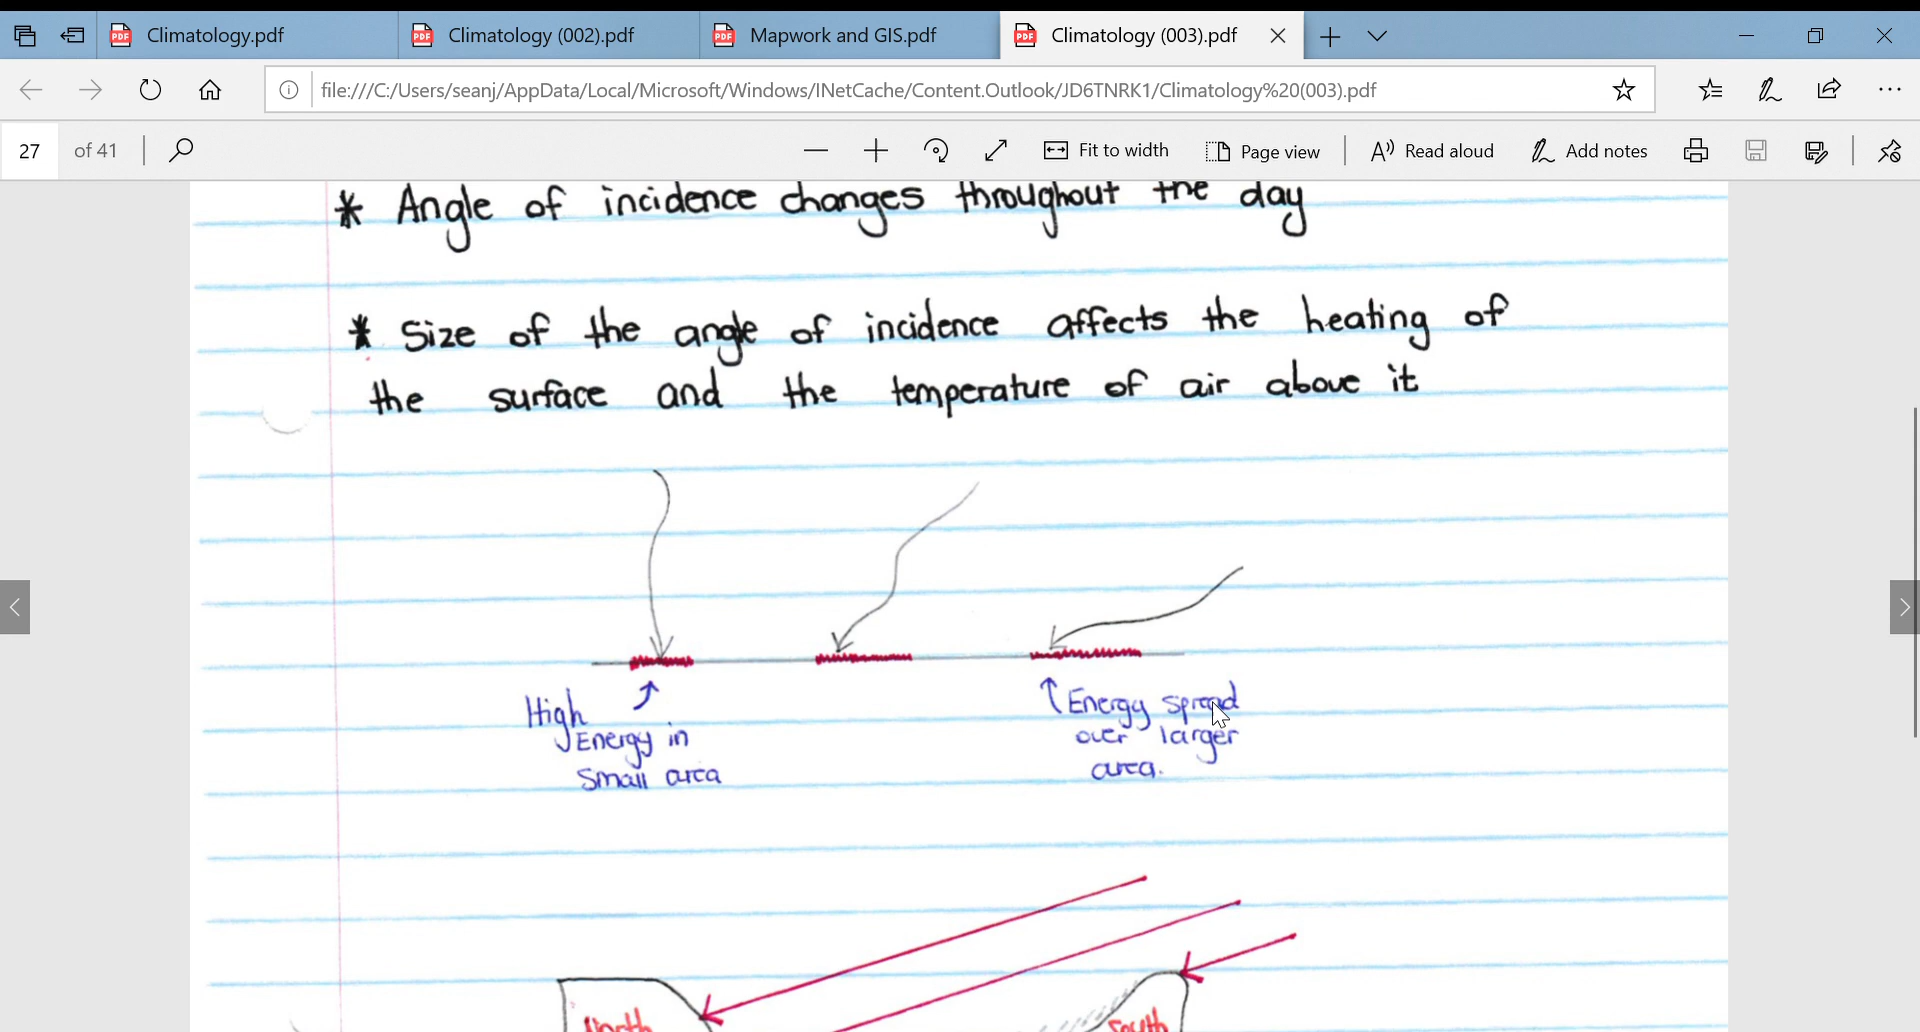 Climatology.pdf
Climatology (002).pdf
Mapwork and GIS.pdf
Climatology (003).pdf
file:///C:/Users/seanj/AppData/Local/Microsoft/Windows/INetCache/Content.Outlook/JD6TNRK1/Climatology%20(003).pdf
27 of 41
Fit to width
Page view
Read aloud
Add notes
* Angle of incidence changes throughout the day
* Size of the angle of incidence affects the heating of
the surface and the temperature of air above it
High
Energy in
Small area
Energy spread
over larger
area.
North
South